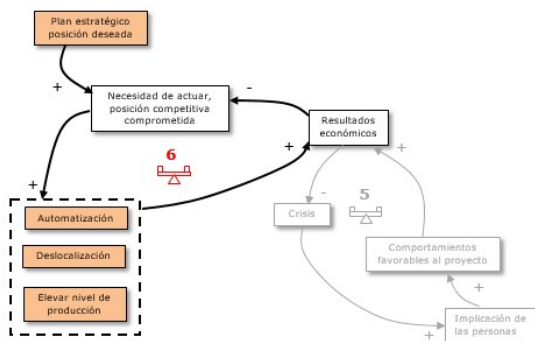 Plan estratégico
posición deseada
+
-
Necesidad de actuar,
posición competitiva
comprometida
Resultados
económicos
+
+
6
+
-
5
Crisis
Automatización
Deslocalización
Elevar nivel de
producción
Comportamientos
favorables al proyecto
+
+
Implicación de
las personas